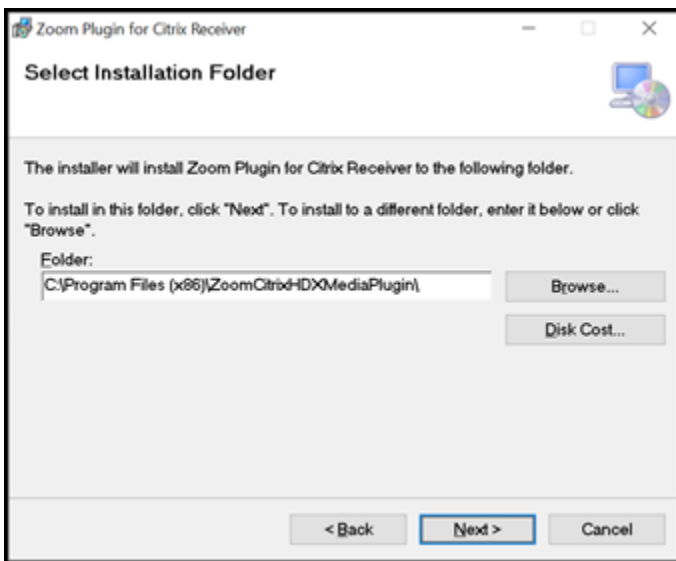 Zoom Plugin for Citrix Receiver
Select Installation Folder
The installer will install Zoom Plugin for Citrix Receiver to the following folder.
To install in this folder, click "Next". To install to a different folder, enter it below or click
"Browse".
Folder:
C:\Program Files (x86)\ZoomCitrixHDXMediaPlugin\
Browse...
Disk Cost...
< Back Next > Cancel